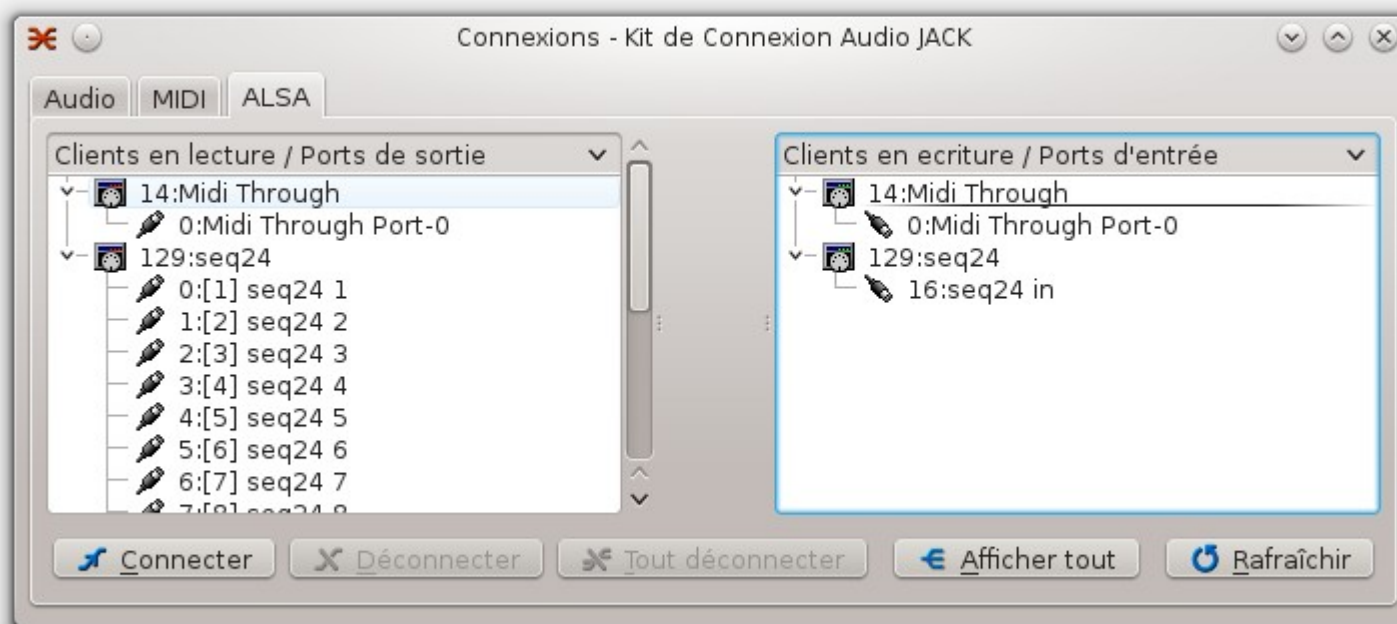 Connexions - Kit de Connexion Audio JACK
Audio MIDI ALSA
Clients en lecture / Ports de sortie
14:Midi Through
0:Midi Through Port-0
129:seq24
0:[1] seq24 1
1:[2] seq24 2
2:[3] seq24 3
3:[4] seq24 4
4:[5] seq24 5
5:[6] seq24 6
6:[7] seq24 7
7:[8] seq24 8
Clients en ecriture / Ports d'entrée
14:Midi Through
0:Midi Through Port-0
129:seq24
16:seq24 in
Connecter Déconnecter Tout déconnecter Afficher tout Rafraîchir